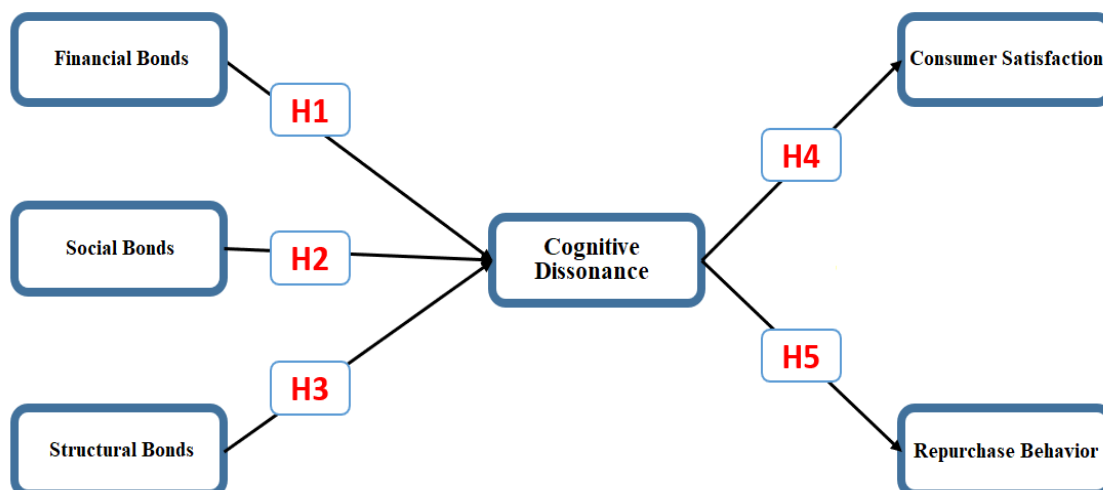 Financial Bonds
Consumer Satisfaction
H1
H4
Social Bonds
H2
Cognitive
Dissonance
H3
H5
Structural Bonds
Repurchase Behavior